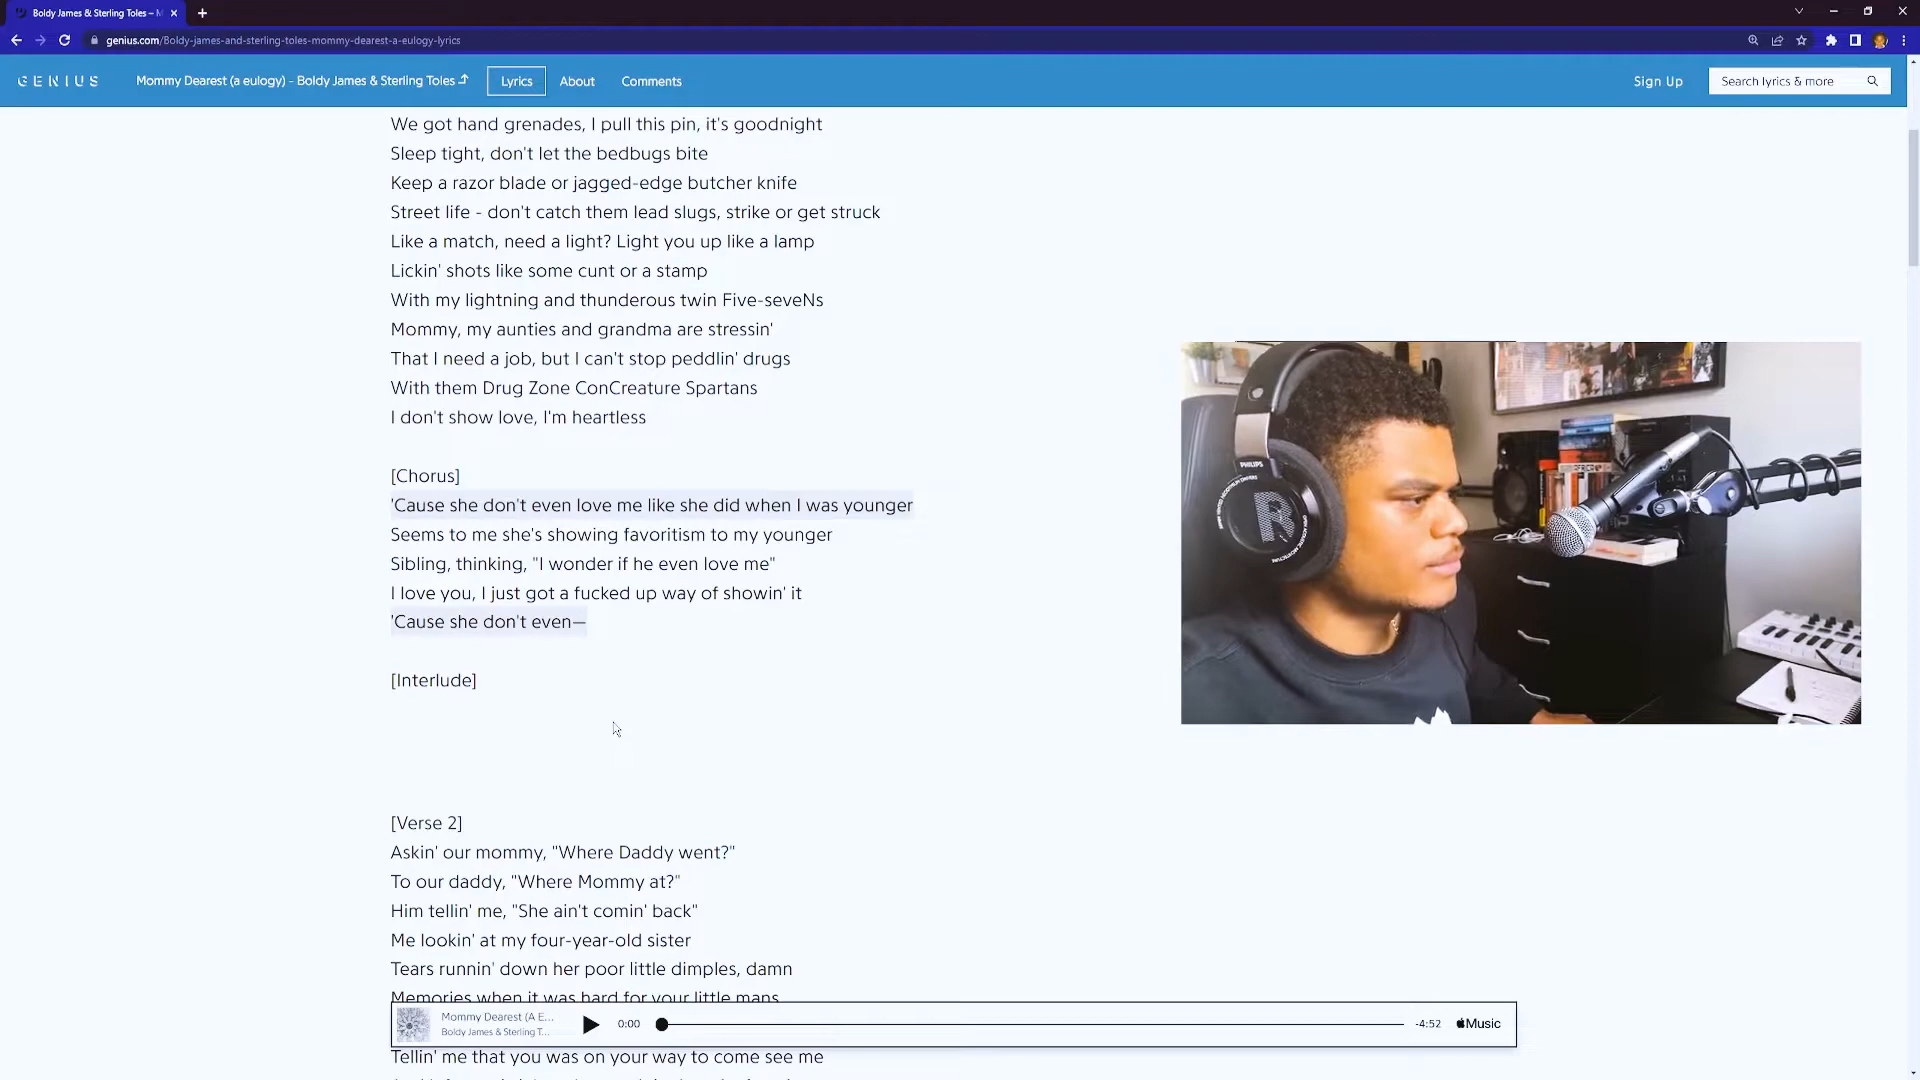 Boldy James & Sterling Toles – M
genius.com/Boldy-james-and-sterling-toles-mommy-dearest-a-eulogy-lyrics
GENIUS
Mommy Dearest (a eulogy) - Boldy James & Sterling Toles
Lyrics
About
Comments
Sign Up
Search lyrics & more
We got hand grenades, I pull this pin, it's goodnight
Sleep tight, don't let the bedbugs bite
Keep a razor blade or jagged-edge butcher knife
Street life - don't catch them lead slugs, strike or get struck
Like a match, need a light? Light you up like a lamp
Lickin' shots like some cunt or a stamp
With my lightning and thunderous twin Five-seveNs
Mommy, my aunties and grandma are stressin'
That I need a job, but I can't stop peddlin' drugs
With them Drug Zone ConCreature Spartans
I don't show love, I'm heartless
[Chorus]
'Cause she don't even love me like she did when I was younger
Seems to me she's showing favoritism to my younger
Sibling, thinking, "I wonder if he even love me"
I love you, I just got a fucked up way of showin' it
'Cause she don't even—
[Interlude]
PHILIPS
R
[Verse 2]
Askin' our mommy, "Where Daddy went?"
To our daddy, "Where Mommy at?"
Him tellin' me, "She ain't comin' back"
Me lookin' at my four-year-old sister
Tears runnin' down her poor little dimples, damn
Memories when it was hard for your little mans
Mommy Dearest (A E...
Boldy James & Sterling T...
0:00
-4:52
Music
Tellin' me that you was on your way to come see me